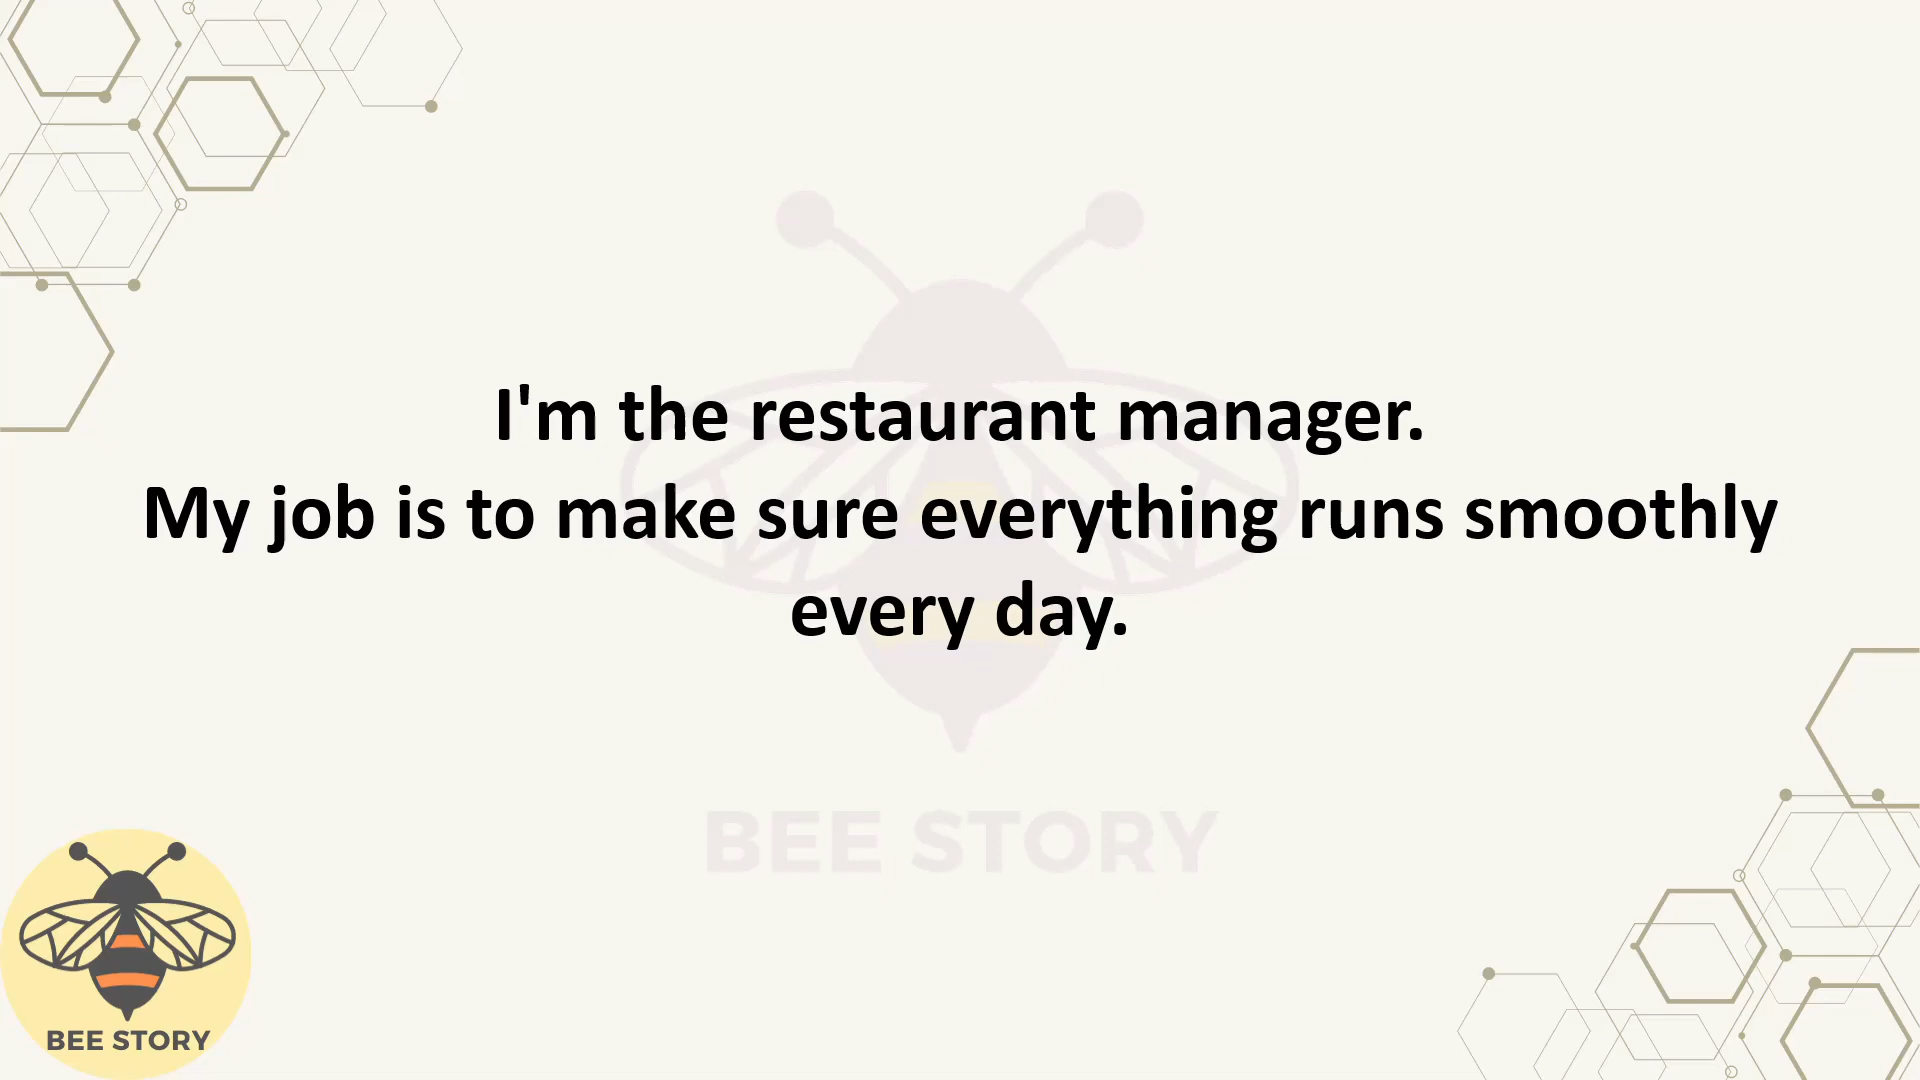 I'm the restaurant manager.
My job is to make sure everything runs smoothly
every day.
BEE STORY
BEE STORY